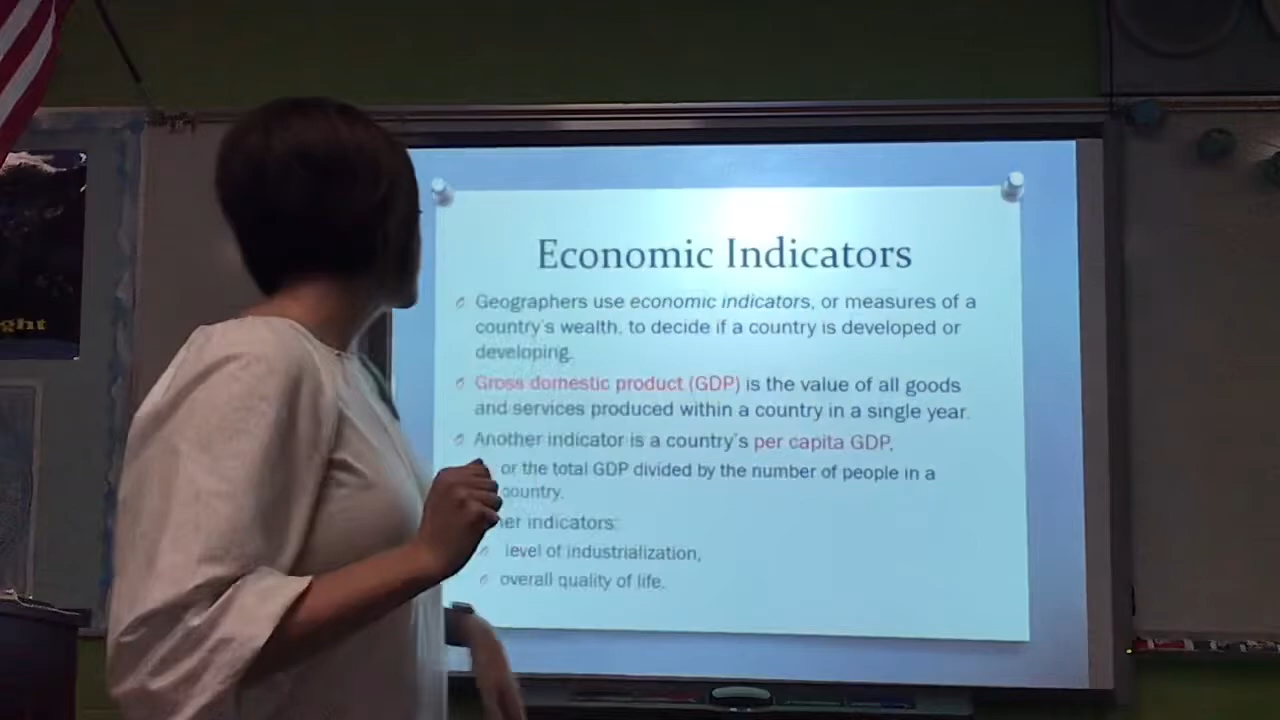 Economic Indicators
Geographers use economic indicators, or measures of a
country's wealth, to decide if a country is developed or
developing.
Gross domestic product (GDP) is the value of all goods
and services produced within a country in a single year.
Another indicator is a country's per capita GDP,
or the total GDP divided by the number of people in a
country.
her indicators:
level of industrialization,
overall quality of life.
ght